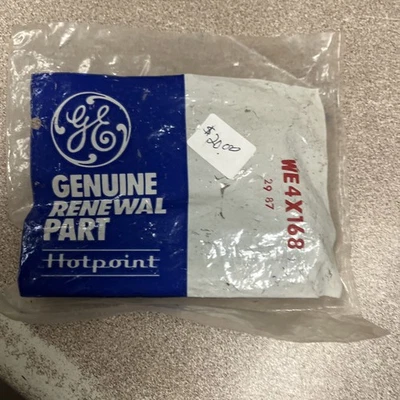 GE
GENUINE
RENEWAL
PART
Hotpoint
$20.00
WE4X168
29 87